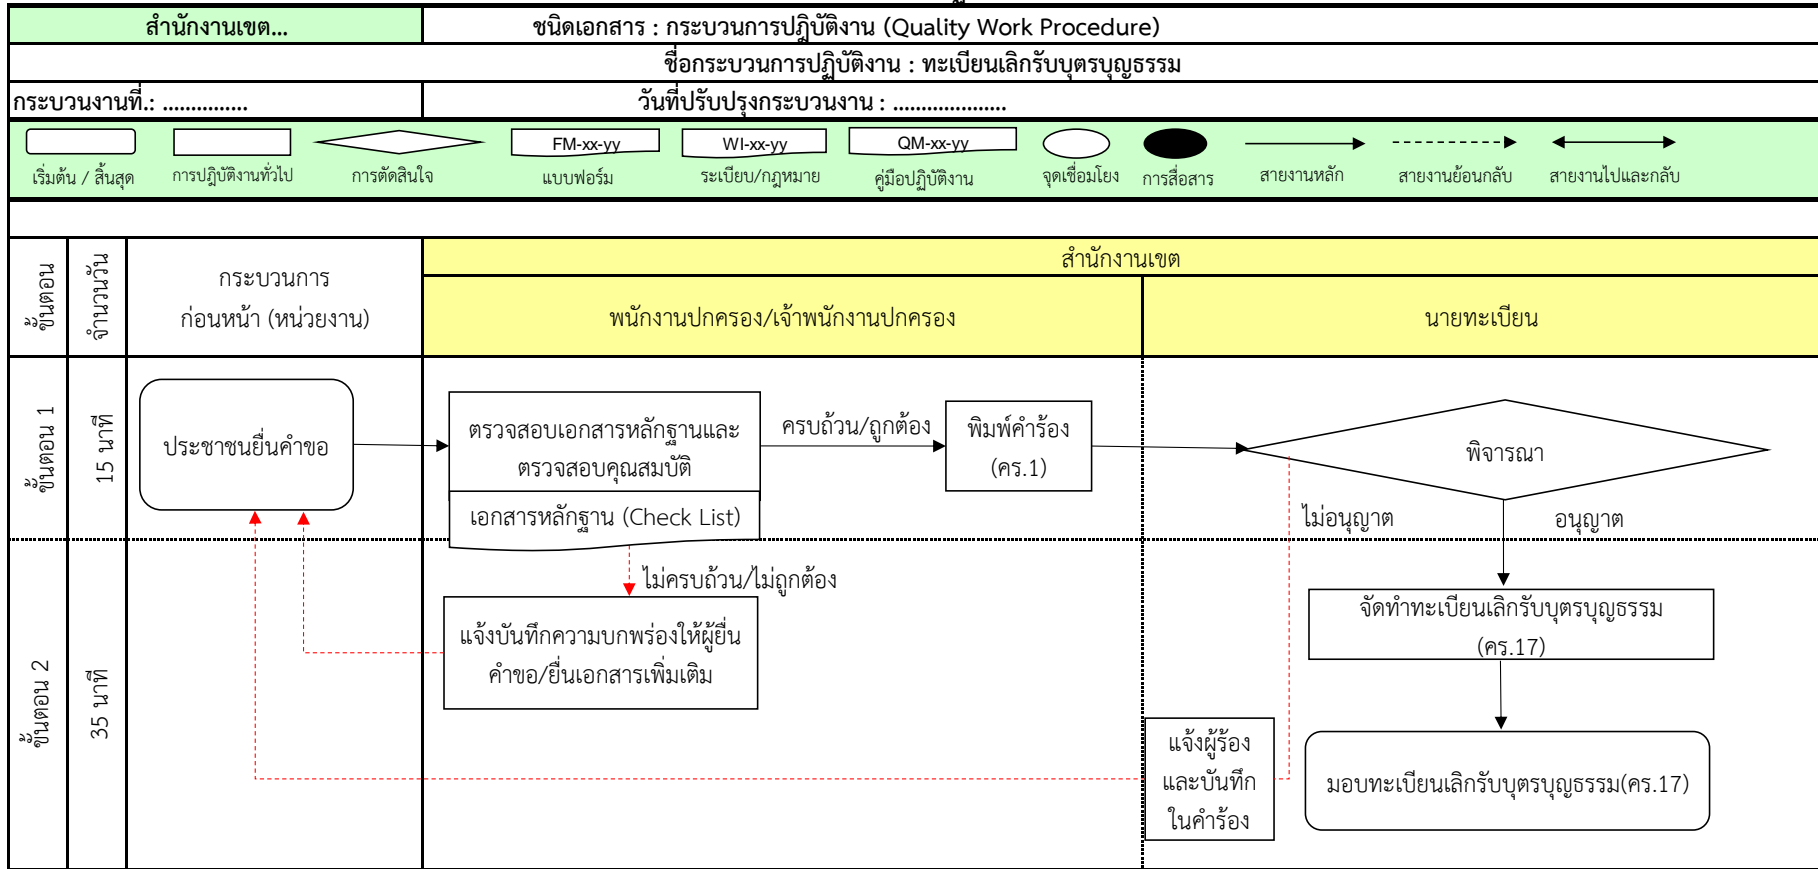 สำนักงานเขต...
ชนิดเอกสาร : กระบวนการปฏิบัติงาน (Quality Work Procedure)
ชื่อกระบวนการปฏิบัติงาน : ทะเบียนเลิกรับบุตรบุญธรรม
กระบวนงานที่.: ...............
วันที่ปรับปรุงกระบวนงาน : ....................
FM-xx-yy
WI-xx-yy
QM-xx-yy
เริ่มต้น / สิ้นสุด
การปฏิบัติงานทั่วไป
การตัดสินใจ
แบบฟอร์ม
ระเบียบ/กฎหมาย
คู่มือปฏิบัติงาน
จุดเชื่อมโยง
การสื่อสาร
สายงานหลัก
สายงานย้อนกลับ
สายงานไปและกลับ
ขั้นตอน
จำนวนวัน
กระบวนการ
ก่อนหน้า (หน่วยงาน)
สำนักงานเขต
พนักงานปกครอง/เจ้าพนักงานปกครอง
นายทะเบียน
ขั้นตอน 1
15 นาที
ประชาชนยื่นคำขอ
ตรวจสอบเอกสารหลักฐานและ
ตรวจสอบคุณสมบัติ
เอกสารหลักฐาน (Check List)
ครบถ้วน/ถูกต้อง
พิมพ์คำร้อง
(คร.1)
พิจารณา
ไม่อนุญาต
อนุญาต
ขั้นตอน 2
35 นาที
ไม่ครบถ้วน/ไม่ถูกต้อง
แจ้งบันทึกความบกพร่องให้ผู้ยื่น
คำขอ/ยื่นเอกสารเพิ่มเติม
จัดทำทะเบียนเลิกรับบุตรบุญธรรม
(คร.17)
แจ้งผู้ร้อง
และบันทึก
ในคำร้อง
มอบทะเบียนเลิกรับบุตรบุญธรรม(คร.17)